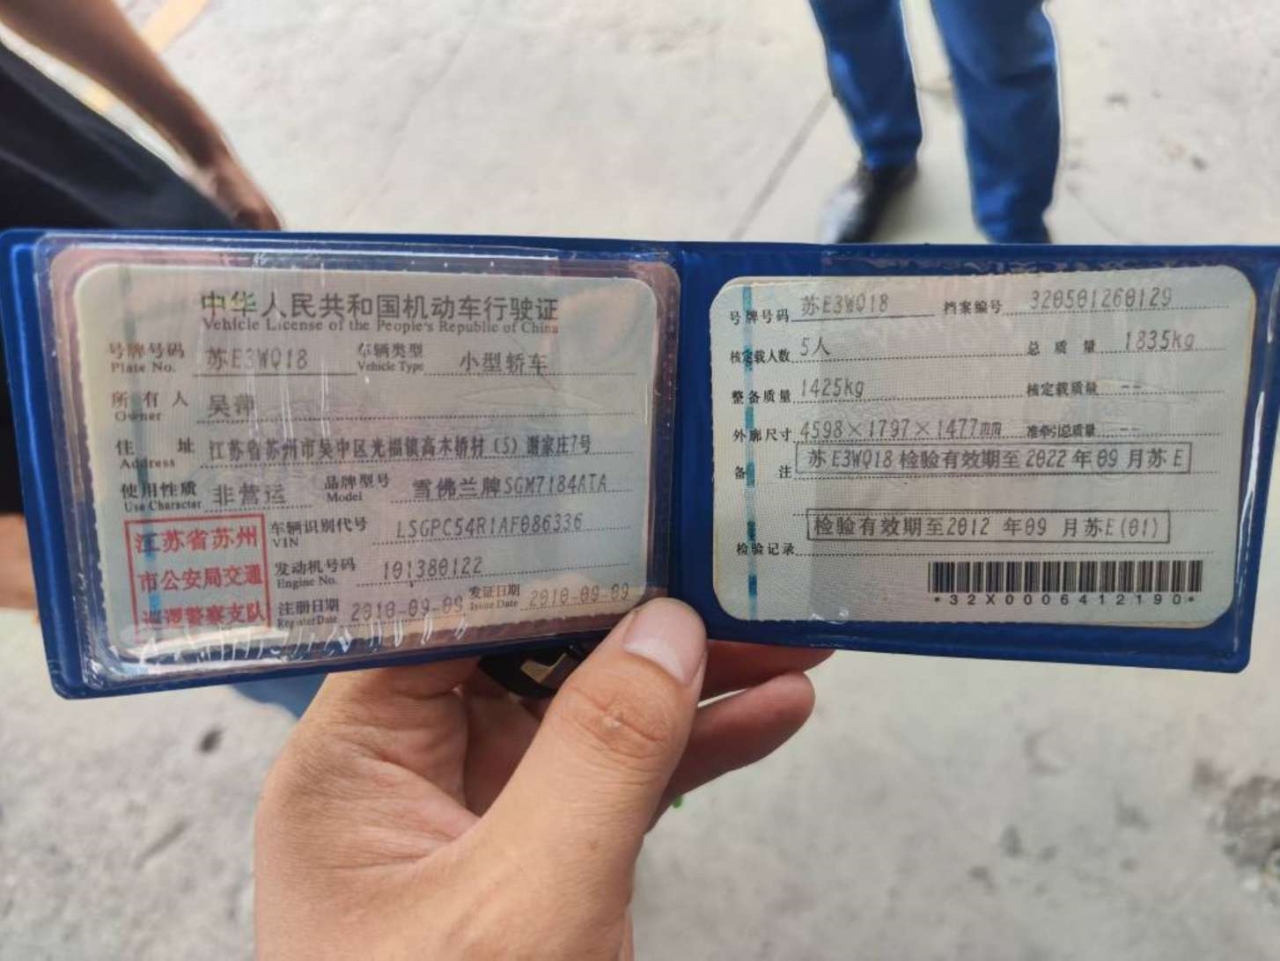 中华人民共和国机动车行驶证
Vehicle License of the People's Republic of China
号牌号码 苏E3WQ18 车辆类型 小型轿车
Plate No. Vehicle Type
所有人 吴
Owner
住址 江苏省苏州市吴中区光福镇高木桥村(5)谢家庄7号
Address
使用性质 非营运 品牌型号 雪佛兰牌SGM7184ATA
Use Character Model
江苏省苏州
市公安局交通
巡逻警察支队
车辆识别代号 LSGPC54R1AF086336
VIN
发动机号码 101380122
Engine No.
注册日期 2010-09-09 发证日期 2010-09-09
Register Date Issue Date
号牌号码 苏E3WQ18 档案编号 320501260129
核定载人数 5人 总质量 1835kg
整备质量 1425kg 核定载质量 --
外廓尺寸 4598×1797×1477mm 准牵引总质量 --
备注 苏E3WQ18检验有效期至2022年09月苏E
检验有效期至2012年09月苏E(01)
检验记录
*32X0006412190*